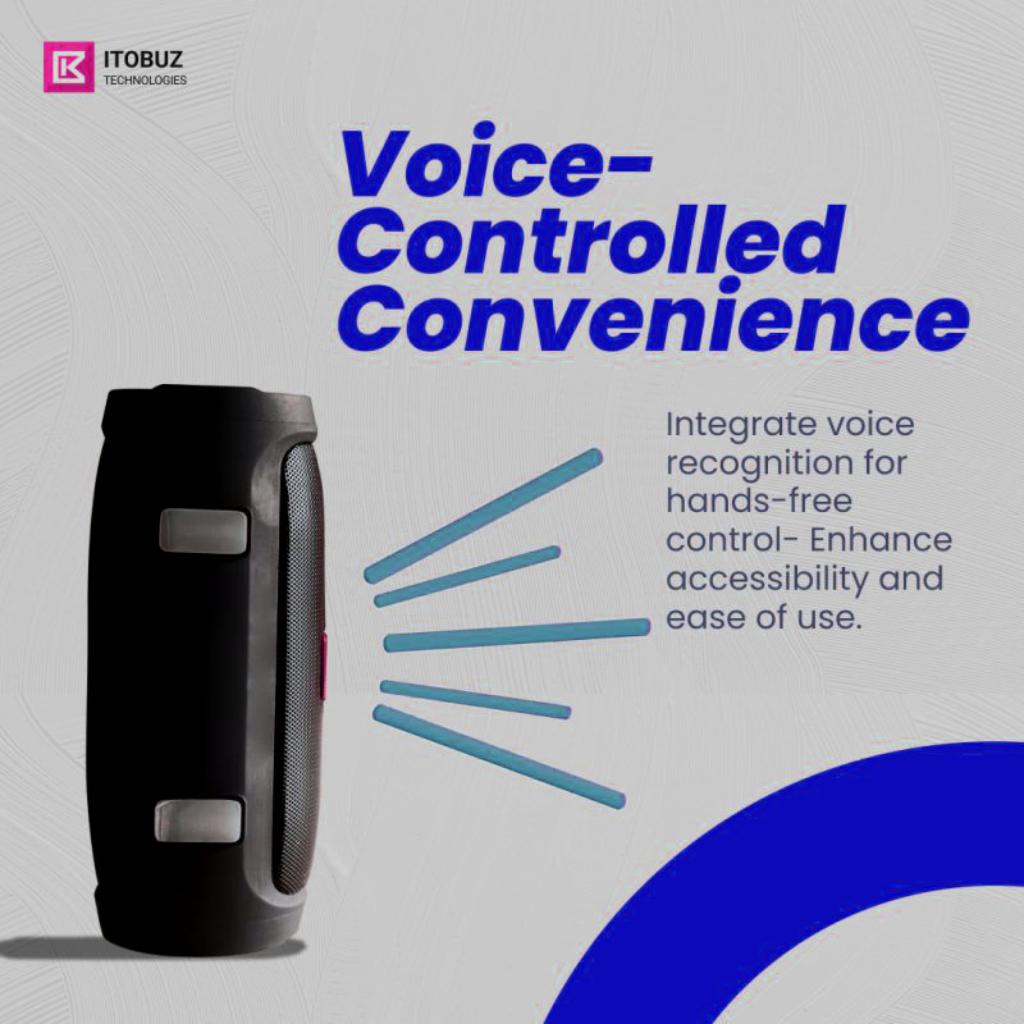 ITOBUZ
TECHNOLOGIES
Voice-
Controlled
Convenience
Integrate voice
recognition for
hands-free
control- Enhance
accessibility and
ease of use.